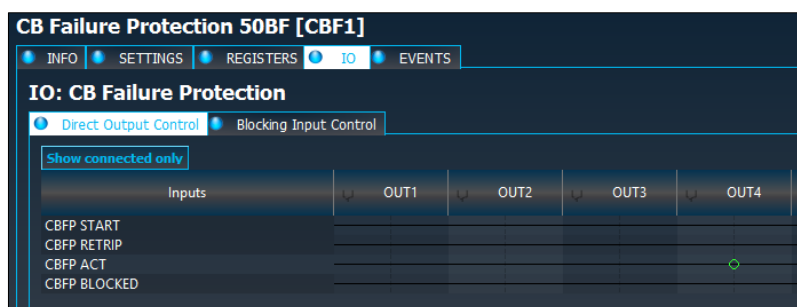 CB Failure Protection 50BF [CBF1]
INFO SETTINGS REGISTERS IO EVENTS
IO: CB Failure Protection
Direct Output Control Blocking Input Control
Show connected only
Inputs OUT1 OUT2 OUT3 OUT4
CBFP START
CBFP RETRIP
CBFP ACT
CBFP BLOCKED